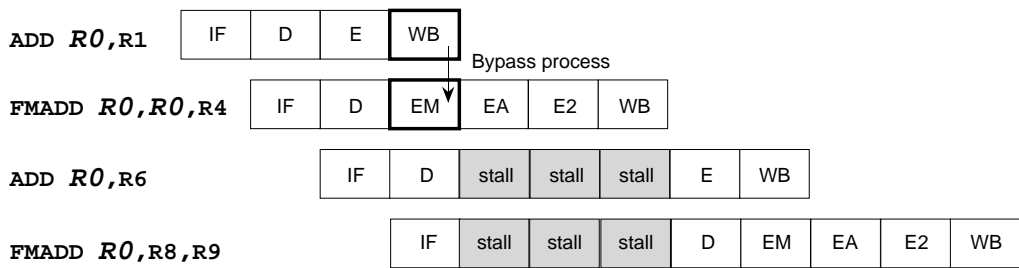 ADD R0,R1 IF D E WB
Bypass process
FMADD R0,R0,R4 IF D EM EA E2 WB
ADD R0,R6 IF D stall stall stall E WB
FMADD R0,R8,R9 IF stall stall stall D EM EA E2 WB